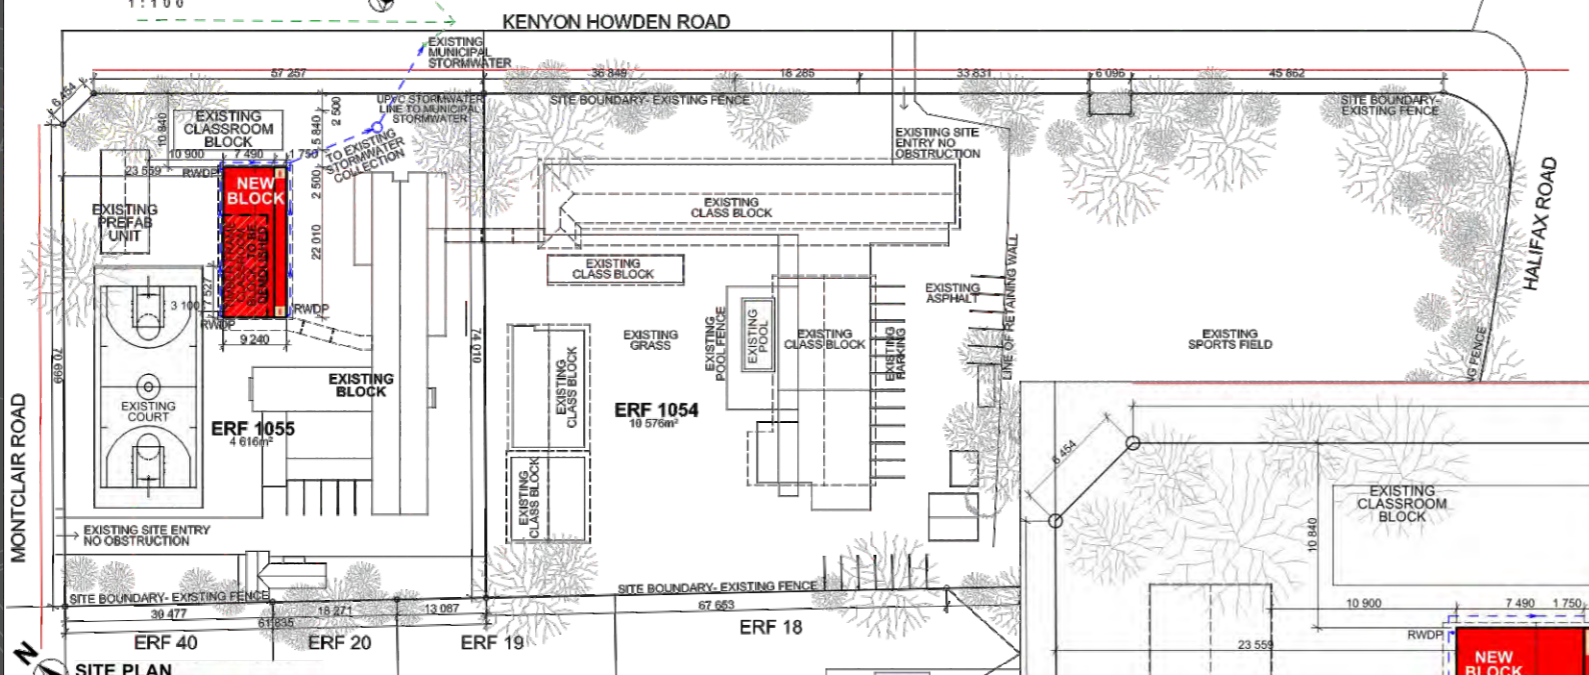 1:100
KENYON HOWDEN ROAD
EXISTING
MUNICIPAL
STORMWATER
57 257
36 849
18 285
33 831
6 096
45 862
6 454
UPVC STORMWATER
LINE TO MUNICIPAL
STORMWATER
SITE BOUNDARY- EXISTING FENCE
SITE BOUNDARY-
EXISTING FENCE
2 500
5 840
10 840
EXISTING
CLASSROOM
BLOCK
TO EXISTING
STORMWATER
COLLECTION
EXISTING SITE
ENTRY NO
OBSTRUCTION
10 900
7 490
1 750
23 559
RWDP
2 500
NEW
BLOCK
EXISTING
PREFAB
UNIT
BLOCK TO BE
DEMOLISHED
22 010
EXISTING
CLASS BLOCK
EXISTING
CLASS BLOCK
HALIFAX ROAD
LINE OF RETAINING WALL
EXISTING
ASPHALT
7 527
3 100
RWDP
RWDP
9 240
EXISTING
POOL FENCE
EXISTING
POOL
EXISTING
CLASS BLOCK
EXISTING
PARKING
EXISTING
GRASS
EXISTING
SPORTS FIELD
NG FENCE
70 699
74 010
EXISTING
CLASS BLOCK
EXISTING
BLOCK
EXISTING
COURT
ERF 1055
4 616m²
ERF 1054
10 576m²
MONTCLAIR ROAD
EXISTING
CLASS BLOCK
EXISTING SITE ENTRY
NO OBSTRUCTION
SITE BOUNDARY- EXISTING FENCE
SITE BOUNDARY- EXISTING FENCE
30 477
18 271
13 087
67 653
61 835
ERF 40
ERF 20
ERF 19
ERF 18
N
SITE PLAN
6 454
EXISTING
CLASSROOM
BLOCK
10 840
10 900
7 490
1 750
RWDP
23 559
NEW
BLOCK